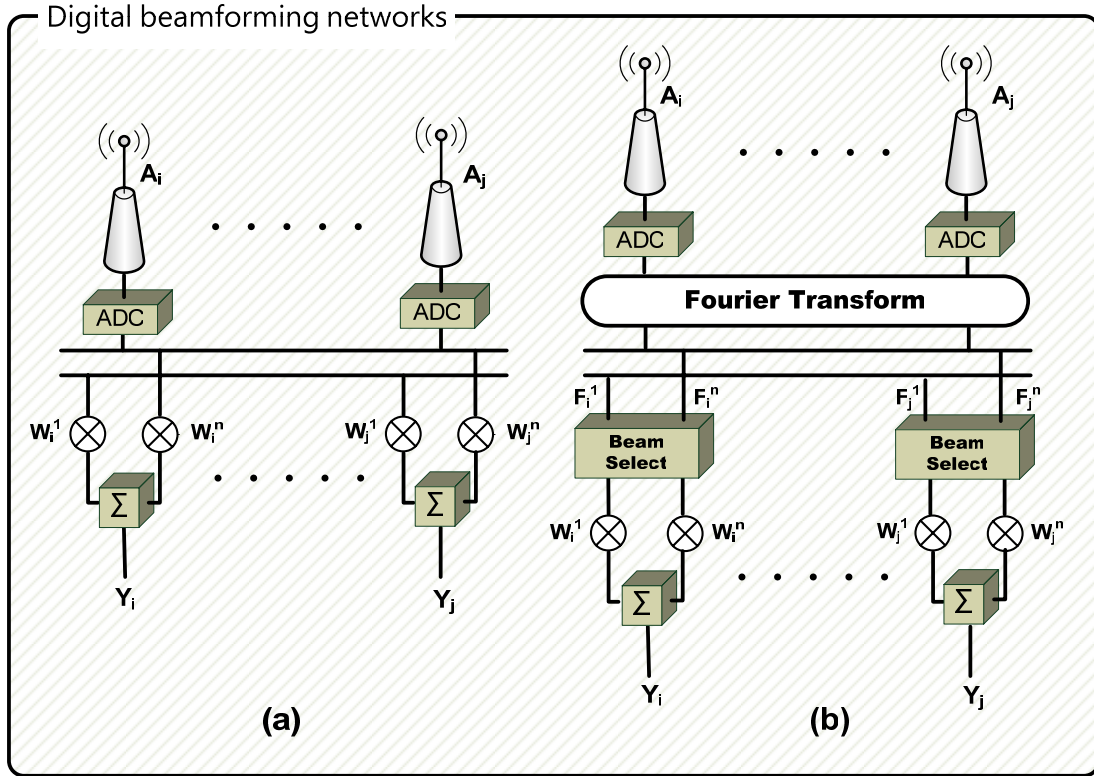 Digital beamforming networks
Aᵢ
Aⱼ
ADC
ADC
Wᵢ¹
Wᵢⁿ
Wⱼ¹
Wⱼⁿ
Σ
Σ
Yᵢ
Yⱼ
(a)
Aᵢ
Aⱼ
ADC
ADC
Fourier Transform
Fᵢ¹
Fᵢⁿ
Fⱼ¹
Fⱼⁿ
Beam
Select
Beam
Select
Wᵢ¹
Wᵢⁿ
Wⱼ¹
Wⱼⁿ
Σ
Σ
Yᵢ
Yⱼ
(b)